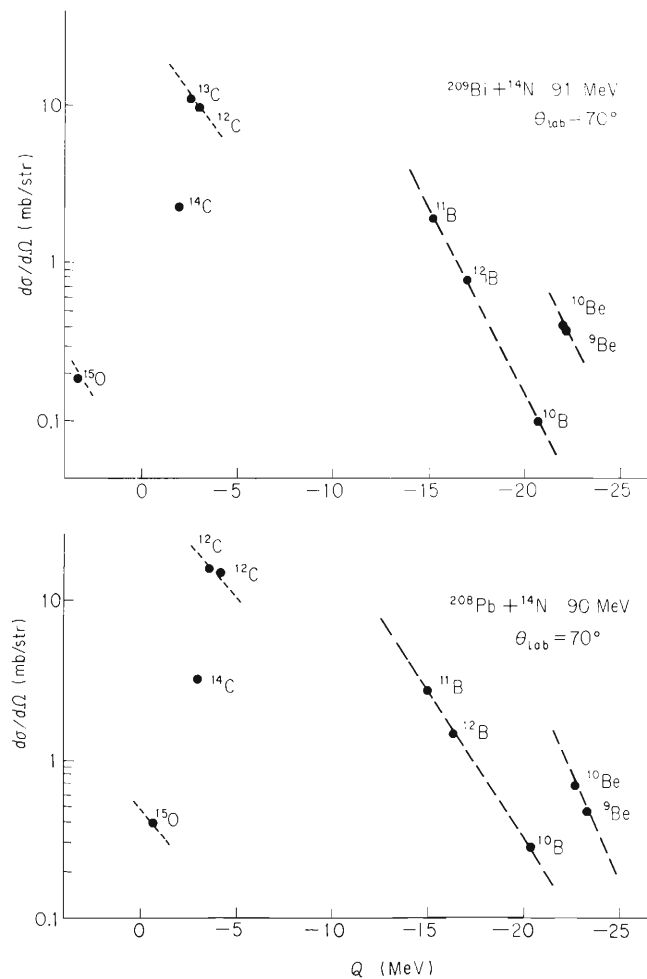 ²⁰⁹Bi + ¹⁴N 91 MeV
θlab – 70°
dσ/dΩ (mb/str)
10
1
0.1
¹³C
¹²C
¹⁴C
¹⁵O
¹¹B
¹²B
¹⁰B
¹⁰Be
⁹Be
0 −5 −10 −15 −20 −25
²⁰⁸Pb + ¹⁴N 90 MeV
θlab = 70°
dσ/dΩ (mb/str)
10
1
0.1
¹²C
¹²C
¹⁴C
¹⁵O
¹¹B
¹²B
¹⁰B
¹⁰Be
⁹Be
0 −5 −10 −15 −20 −25
Q (MeV)